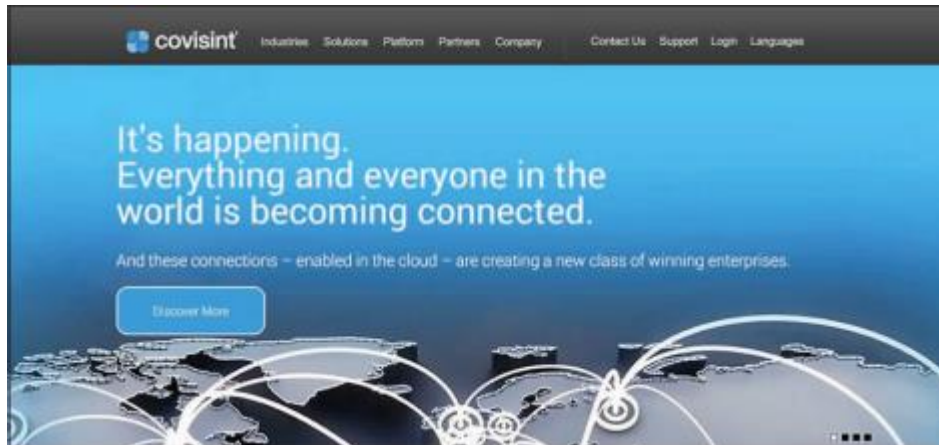 covisint Industries Solutions Platform Partners Company Contact Us Support Login Languages
It's happening.
Everything and everyone in the
world is becoming connected.
And these connections – enabled in the cloud – are creating a new class of winning enterprises.
Discover More